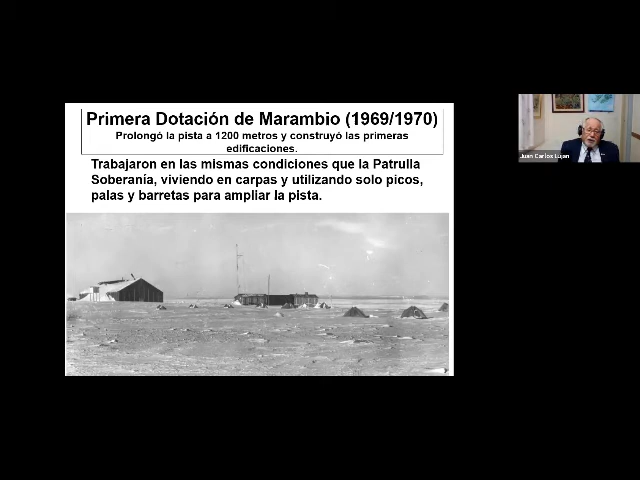 Primera Dotación de Marambio (1969/1970)
Prolongó la pista a 1200 metros y construyó las primeras
edificaciones.
Trabajaron en las mismas condiciones que la Patrulla
Soberanía, viviendo en carpas y utilizando solo picos,
palas y barretas para ampliar la pista.
Juan Carlos Lujan